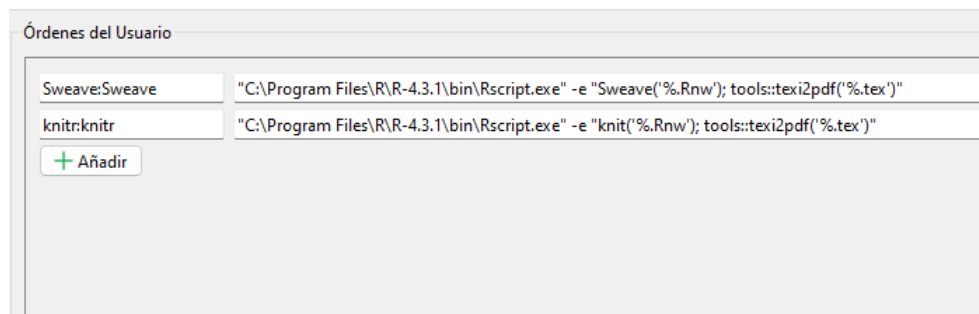 Órdenes del Usuario
Sweave:Sweave "C:\Program Files\R\R-4.3.1\bin\Rscript.exe" -e "Sweave('%.Rnw'); tools::texi2pdf('%.tex')"
knitr:knitr "C:\Program Files\R\R-4.3.1\bin\Rscript.exe" -e "knit('%.Rnw'); tools::texi2pdf('%.tex')"
Añadir